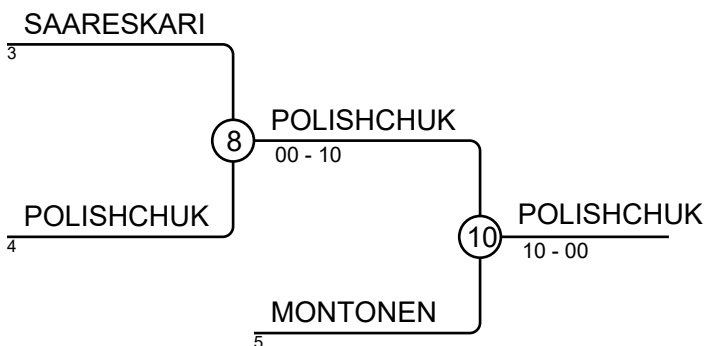 SAARESKARI
3
8
POLISHCHUK
00 - 10
POLISHCHUK
4
10
POLISHCHUK
10 - 00
MONTONEN
5